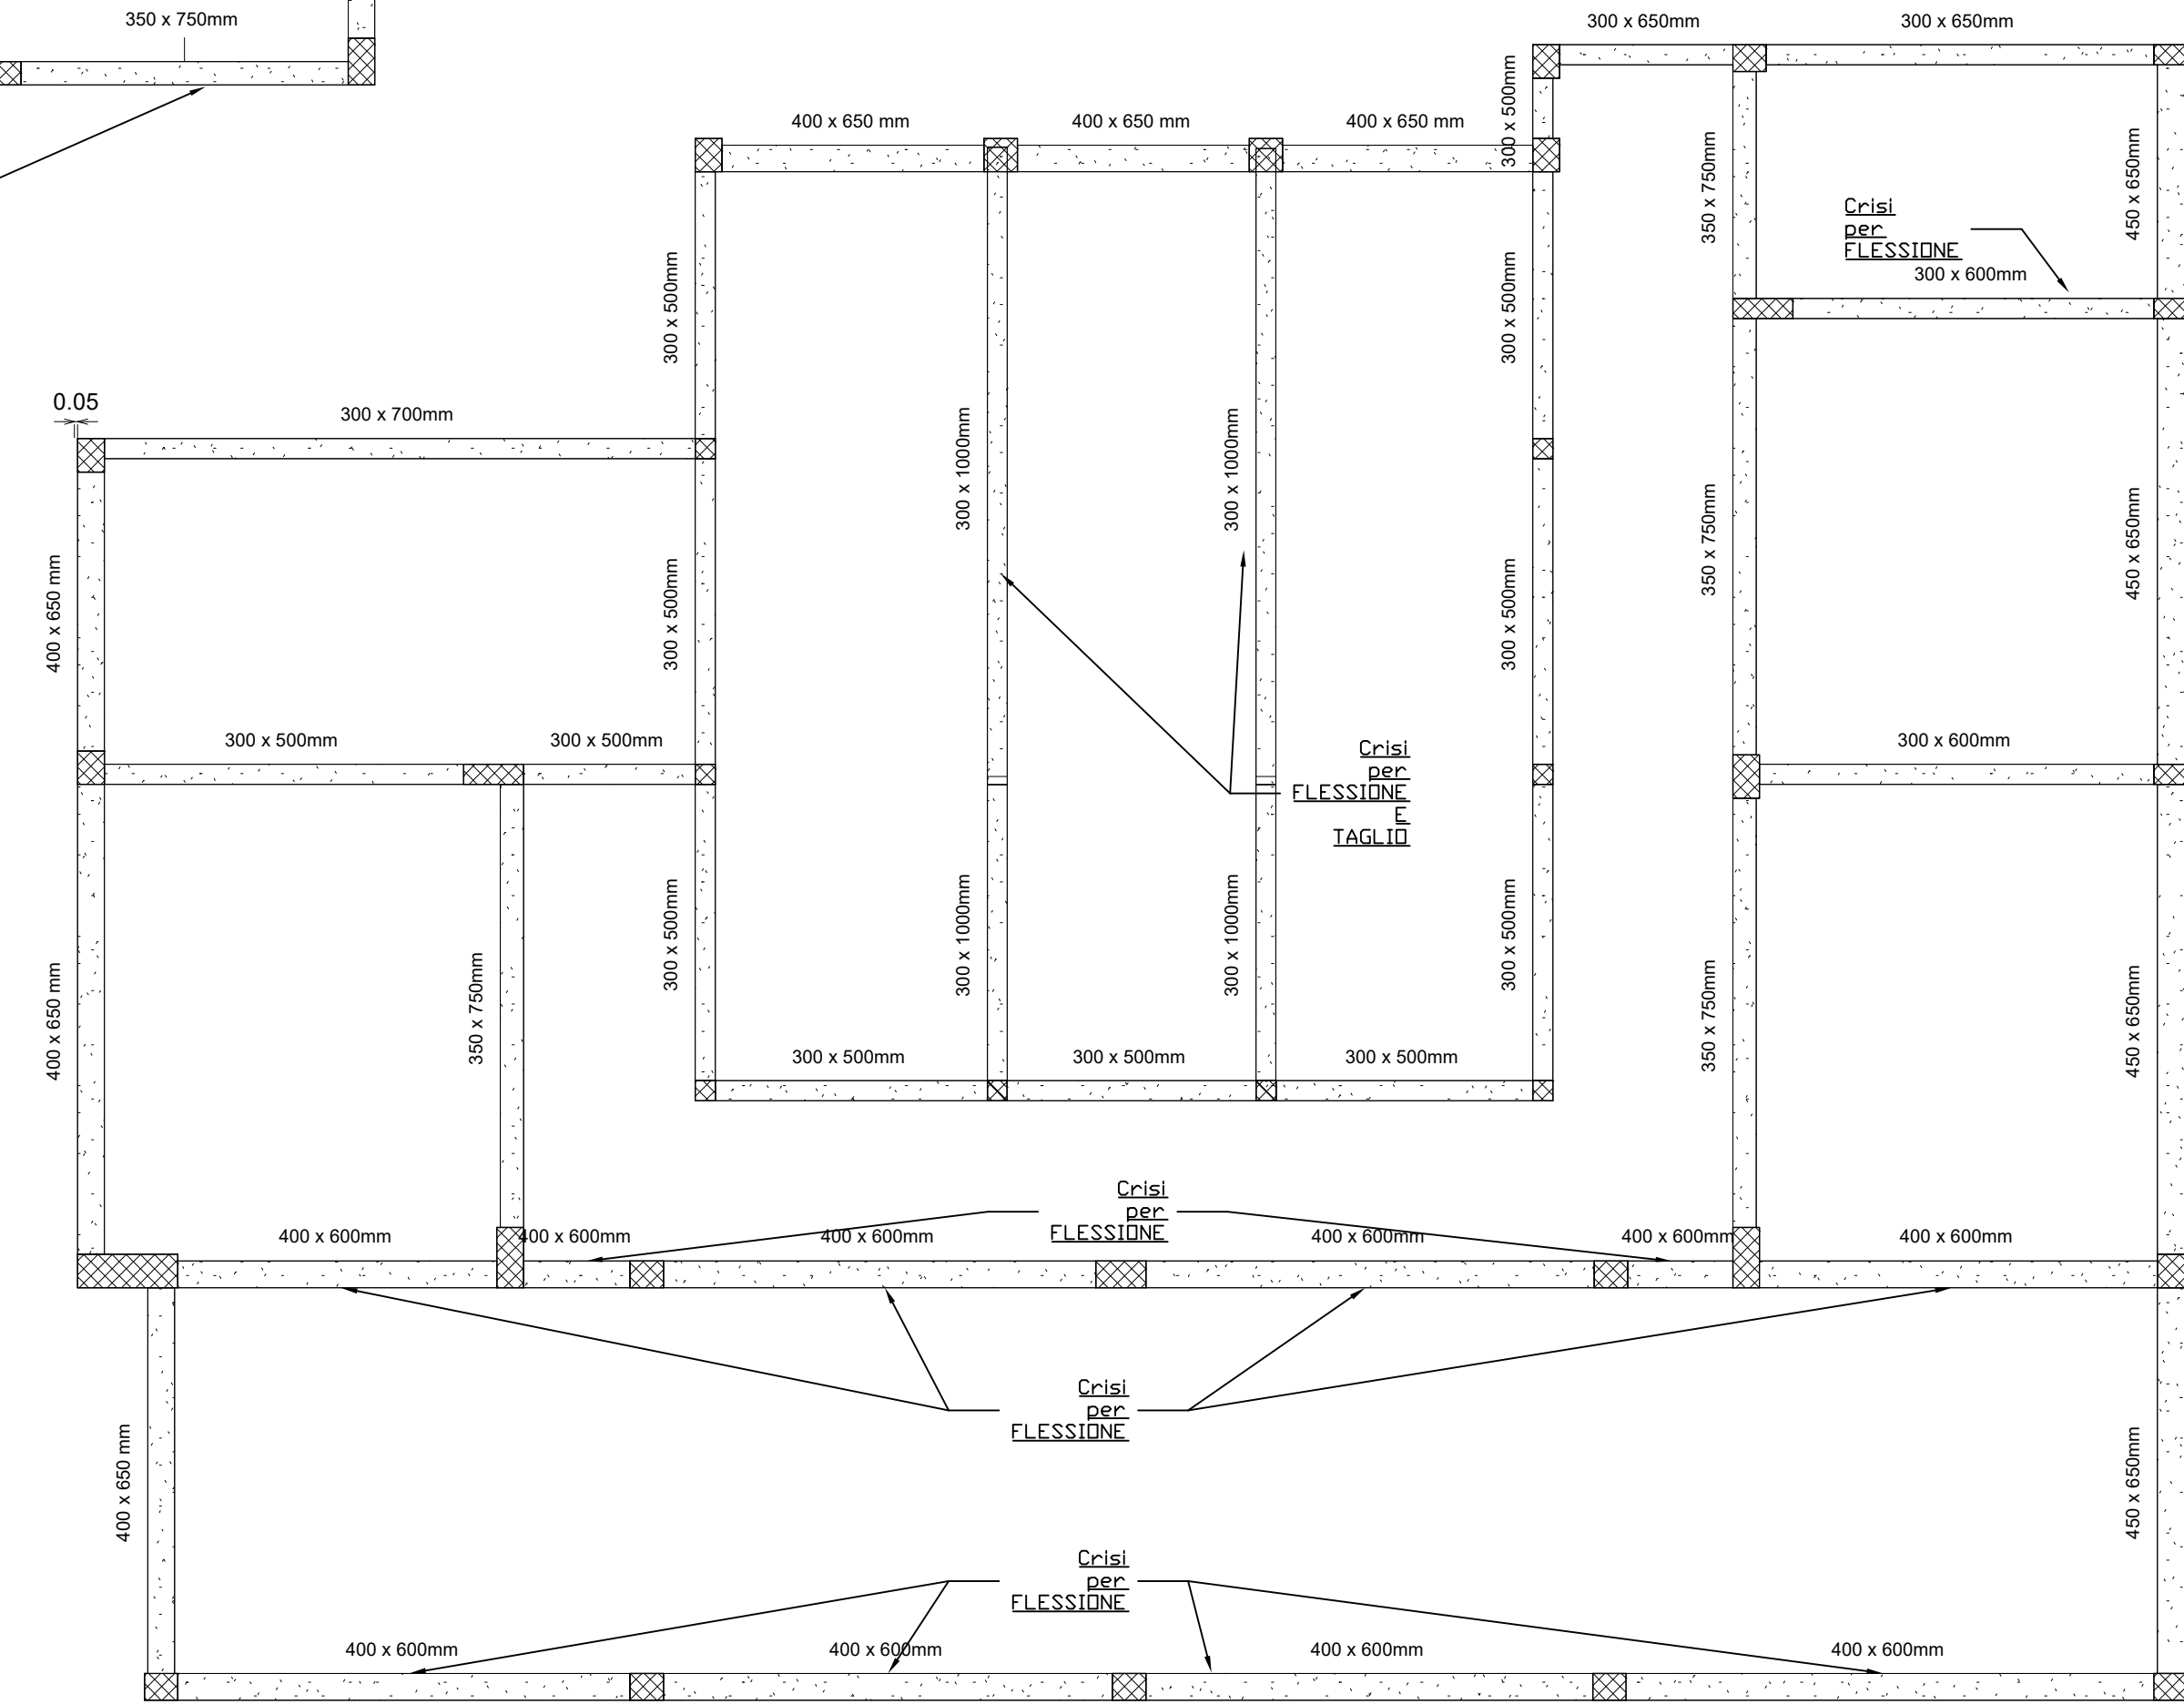 350 x 750mm
300 x 650mm
300 x 650mm
300 x 500mm
400 x 650 mm
400 x 650 mm
400 x 650 mm
350 x 750mm
450 x 650mm
Crisi
per
FLESSIONE
300 x 600mm
300 x 500mm
300 x 500mm
0.05
300 x 700mm
300 x 1000mm
300 x 1000mm
350 x 750mm
450 x 650mm
400 x 650 mm
300 x 500mm
300 x 500mm
300 x 500mm
300 x 500mm
300 x 600mm
Crisi
per
FLESSIONE
E
TAGLIO
400 x 650 mm
350 x 750mm
300 x 500mm
300 x 1000mm
300 x 1000mm
300 x 500mm
350 x 750mm
450 x 650mm
300 x 500mm
300 x 500mm
300 x 500mm
Crisi
per
FLESSIONE
400 x 600mm
400 x 600mm
400 x 600mm
400 x 600mm
400 x 600mm
400 x 600mm
Crisi
per
FLESSIONE
400 x 650 mm
450 x 650mm
Crisi
per
FLESSIONE
400 x 600mm
400 x 600mm
400 x 600mm
400 x 600mm